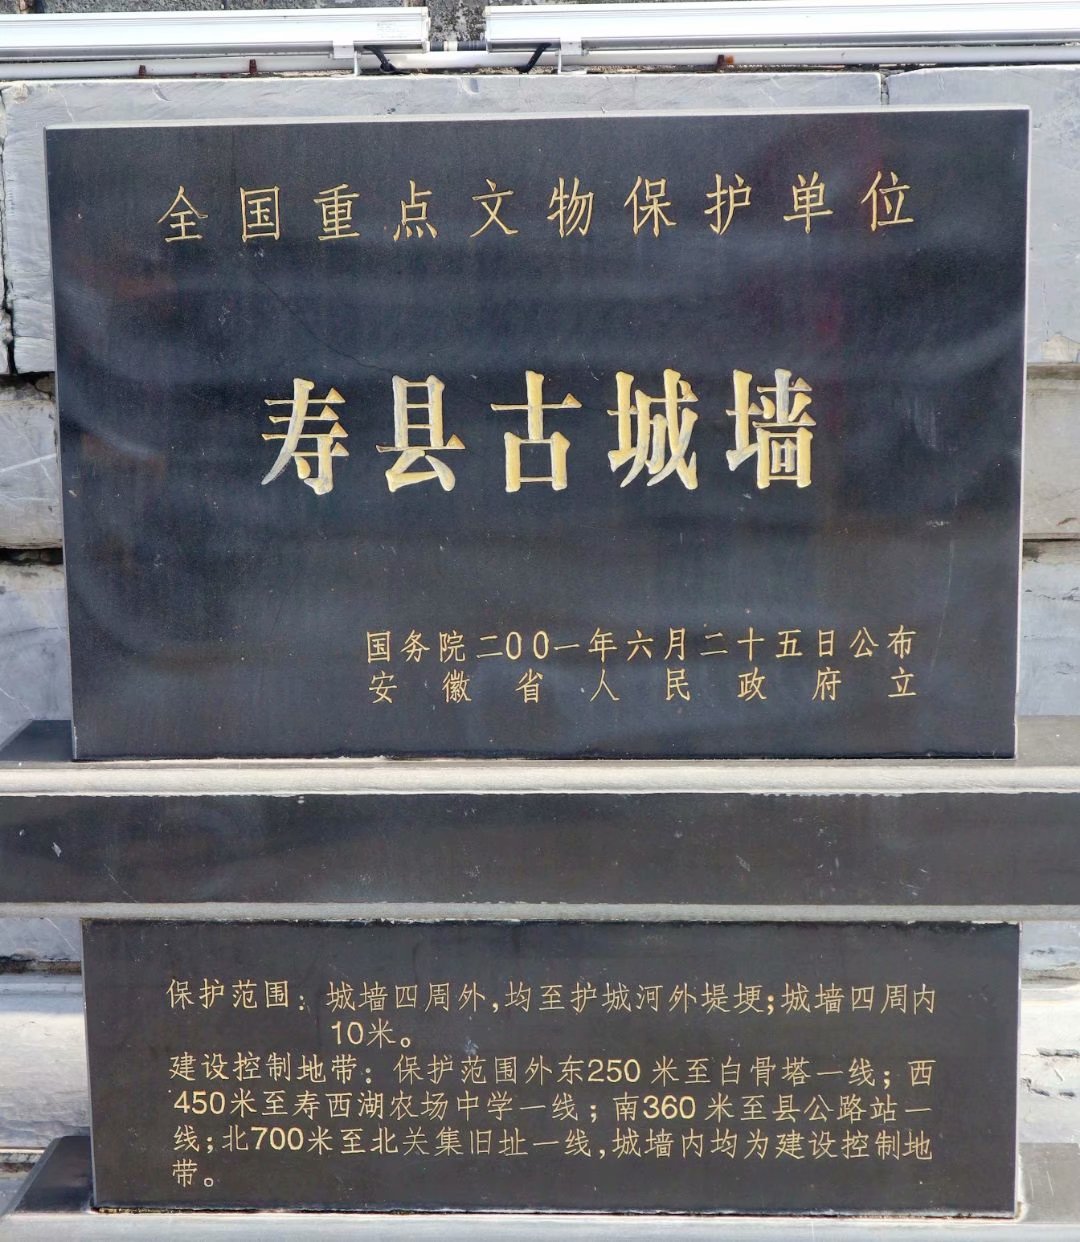 全国重点文物保护单位
寿县古城墙
国务院二00一年六月二十五日公布
安徽省人民政府立
保护范围：城墙四周外,均至护城河外堤埂;城墙四周内
10米。
建设控制地带：保护范围外东250米至白骨塔一线；西
450米至寿西湖农场中学一线；南360米至县公路站一
线；北700米至北关集旧址一线,城墙内均为建设控制地
带。